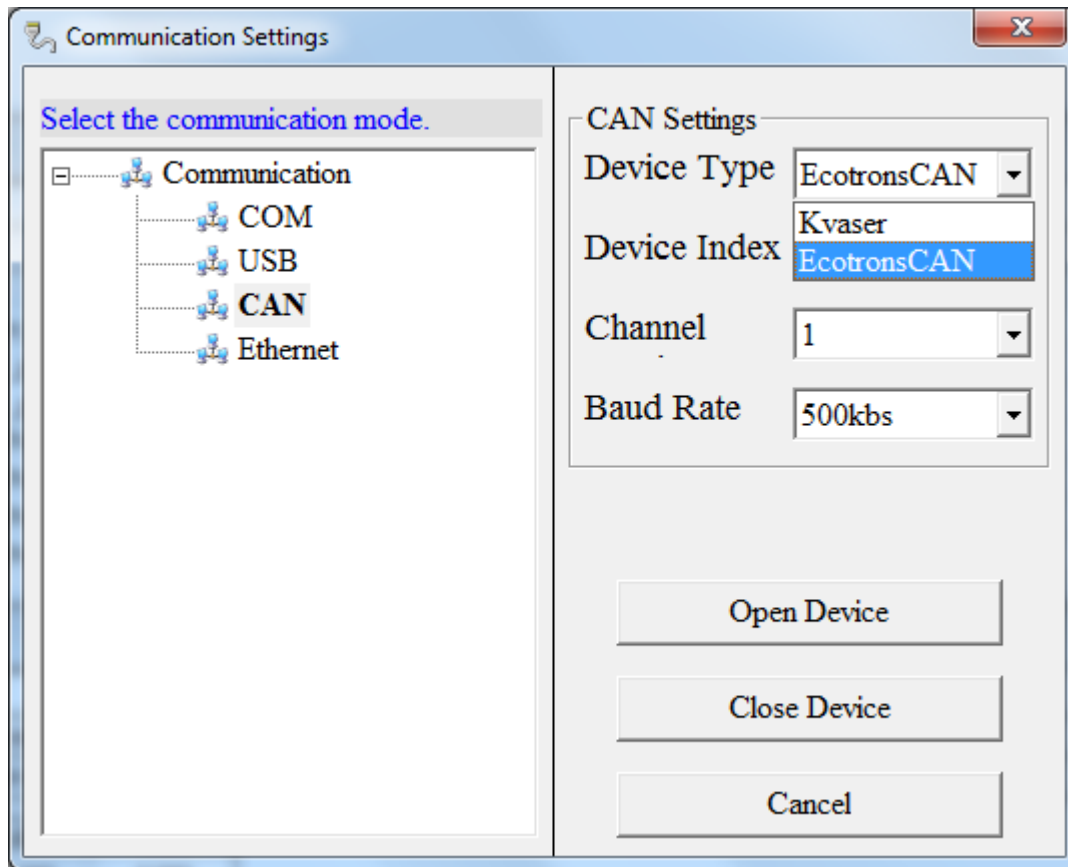 Communication Settings
Select the communication mode.
Communication
COM
USB
CAN
Ethernet
CAN Settings
Device Type EcotronsCAN
Kvaser
EcotronsCAN
Device Index
Channel 1
Baud Rate 500kbs
Open Device
Close Device
Cancel